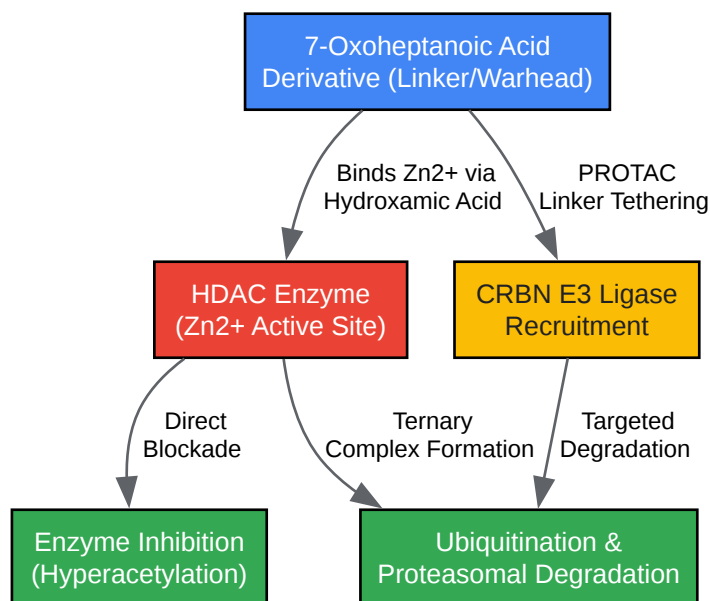 7-Oxoheptanoic Acid
Derivative (Linker/Warhead)
Binds Zn2+ via
Hydroxamic Acid
PROTAC
Linker Tethering
HDAC Enzyme
(Zn2+ Active Site)
CRBN E3 Ligase
Recruitment
Direct
Blockade
Ternary
Complex Formation
Targeted
Degradation
Enzyme Inhibition
(Hyperacetylation)
Ubiquitination &
Proteasomal Degradation